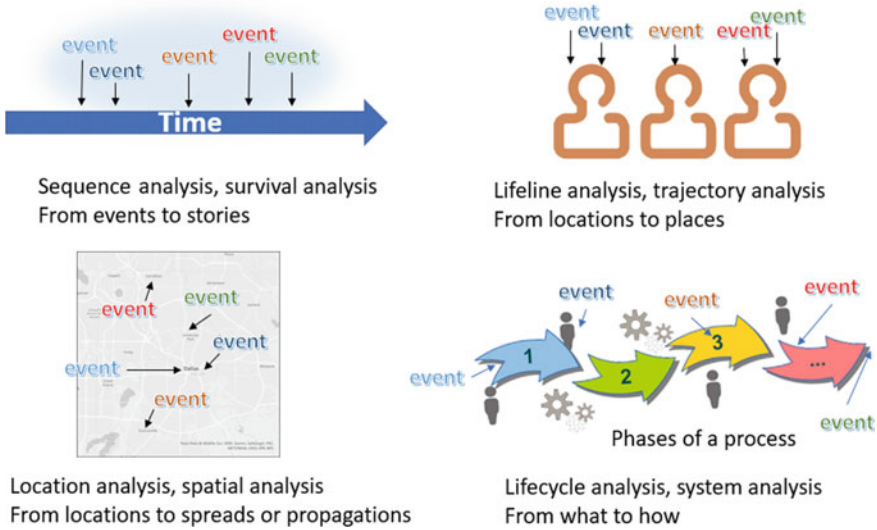 event
event
event
event
event
Time
Sequence analysis, survival analysis
From events to stories
event
event
event
event
event
Lifeline analysis, trajectory analysis
From locations to places
event
event
event
event
event
Dallas
Location analysis, spatial analysis
From locations to spreads or propagations
event
event
event
event
event
1
2
3
...
Phases of a process
Lifecycle analysis, system analysis
From what to how